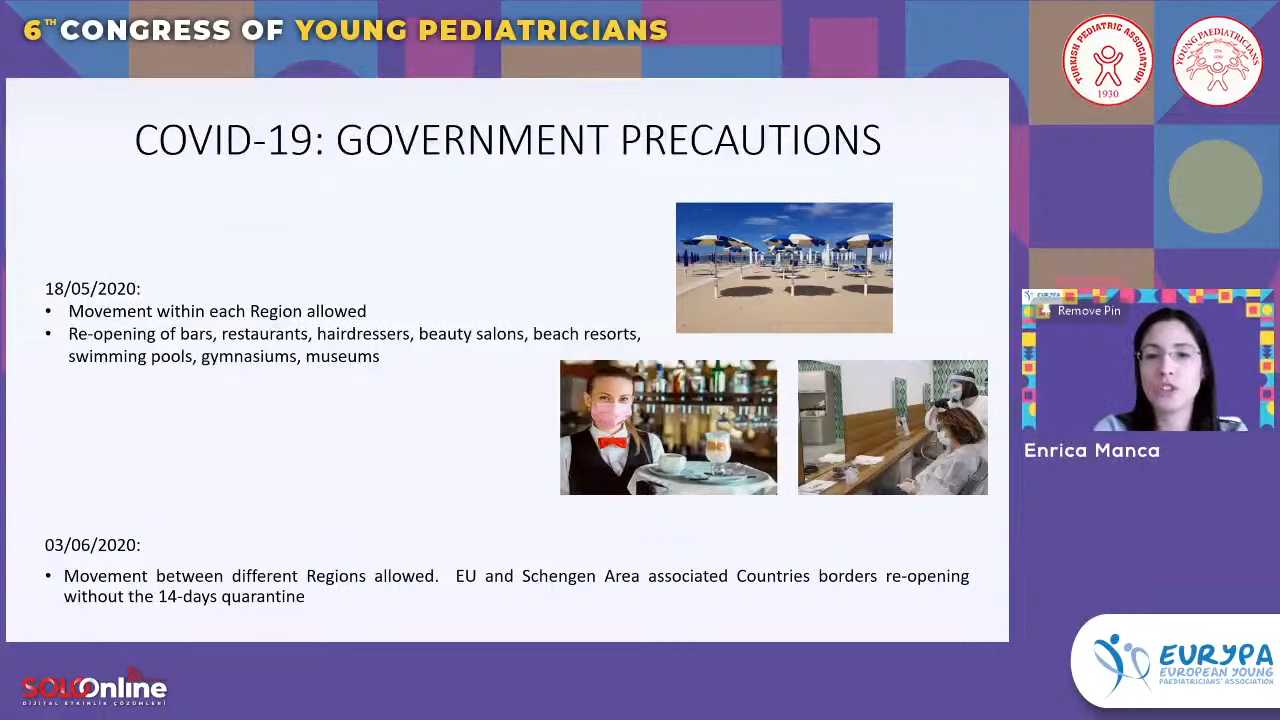 6TH CONGRESS OF YOUNG PEDIATRICIANS
TURKISH PEDIATRIC ASSOCIATION
1930
YOUNG PAEDIATRICIANS
COVID-19: GOVERNMENT PRECAUTIONS
18/05/2020:
• Movement within each Region allowed
• Re-opening of bars, restaurants, hairdressers, beauty salons, beach resorts,
swimming pools, gymnasiums, museums
03/06/2020:
• Movement between different Regions allowed. EU and Schengen Area associated Countries borders re-opening
without the 14-days quarantine
EURYPA
Remove Pin
Enrica Manca
SOLOOnline
DİJİTAL ETKİNLİK ÇÖZÜMLERİ
EURYPA
EUROPEAN YOUNG
PAEDIATRICIANS' ASSOCIATION